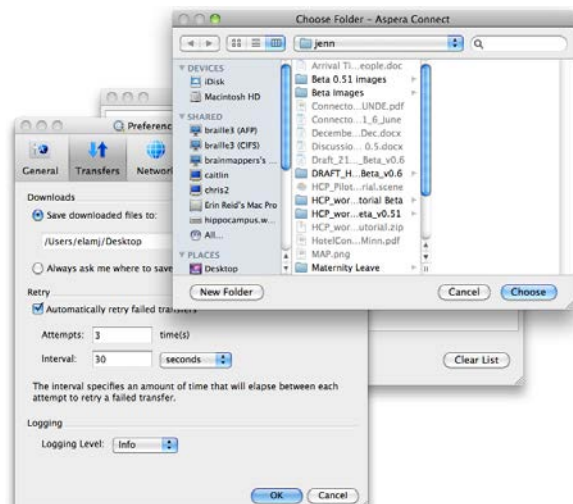 Choose Folder - Aspera Connect
jenn
DEVICES
iDisk
Macintosh HD
SHARED
braille3 (AFP)
braille3 (CIFS)
brainmappers's ...
caitlin
chris2
Erin Reid's Mac Pro
hippocampus.w...
All...
PLACES
Desktop
Arrival Ti...eople.doc
Beta 0.51 images
Beta Images
Connecto...UNDE.pdf
Connecto...1_6_June
Decembe...Dec.docx
Discussio... 0.5.docx
Draft_21..._Beta_v0.6
DRAFT_H...Beta_v0.6
HCP_Pilot...rial.scene
HCP_wor...torial Beta
HCP_wor...eta_v0.51
HCP_wor...utorial.zip
HotelCon...Minn.pdf
MAP.png
Maternity Leave
New Folder
Cancel
Choose
Preferenc
General
Transfers
Network
Downloads
Save downloaded files to:
/Users/elamj/Desktop
Always ask me where to save
Retry
Automatically retry failed transfers
Attempts: 3 time(s)
Interval: 30 seconds
The interval specifies an amount of time that will elapse between each
attempt to retry a failed transfer.
Logging
Logging Level: Info
OK
Cancel
Clear List